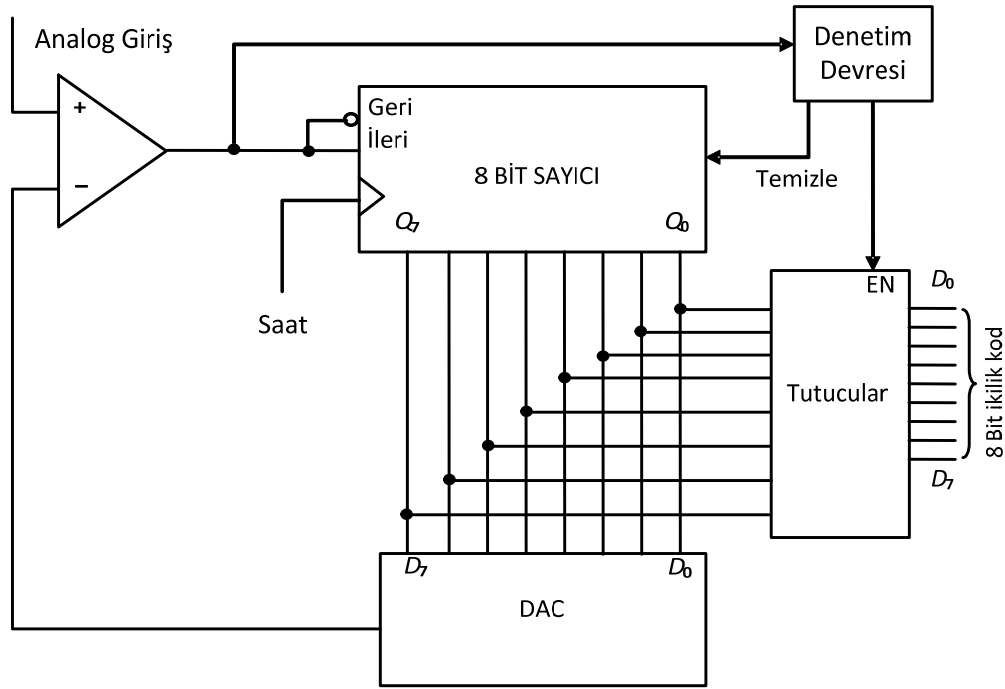 Analog Giriş
Denetim
Devresi
+
Geri
İleri
8 BİT SAYICI
Temizle
−
Q7
Q0
EN
D0
Saat
Tutucular
8 Bit ikilik kod
D7
D7
D0
DAC